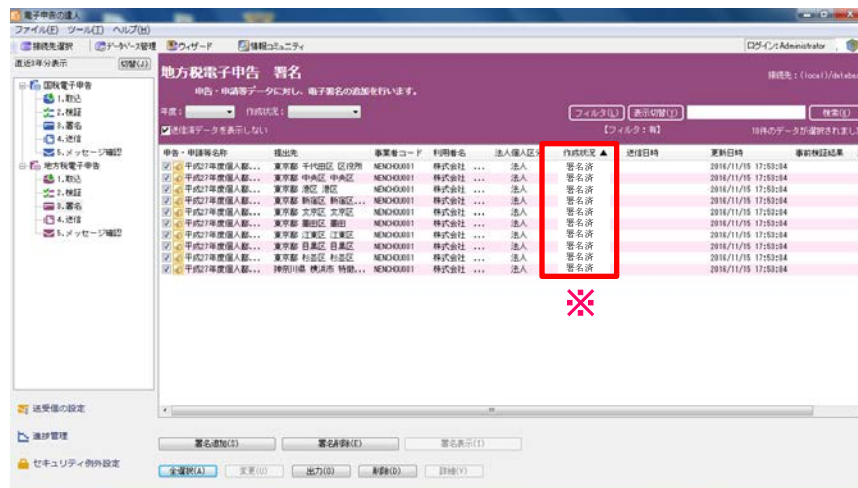 電子申告の達人
ファイル(F) ツール(T) ヘルプ(H)
接続先選択 データベース管理 ウィザード 情報コミュニティ ログイン:Administrator
直近3年分表示 切替(J)
国税電子申告
1.取込
2.検証
3.署名
4.送信
5.メッセージ確認
地方税電子申告
1.取込
2.検証
3.署名
4.送信
5.メッセージ確認
送受信の設定
進捗管理
セキュリティ例外設定
地方税電子申告 署名
申告・申請等データに対し、電子署名の追加を行います。
接続先:(local)/databas
年度: 作成状況: フィルタ(L) 表示切替(Y) 検索(K)
送信済データを表示しない 【フィルタ:有】 10件のデータが選択されまし
申告・申請等名称 提出先 事業者コード 利用者名 法人個人区分 作成状況 ▲ 送信日時 更新日時 事前検証結果
平成27年度個人都... 東京都 千代田区 区役所 NENCHOU001 株式会社 ... 法人 署名済 2016/11/15 17:53:04
平成27年度個人都... 東京都 中央区 中央区 NENCHOU001 株式会社 ... 法人 署名済 2016/11/15 17:53:04
平成27年度個人都... 東京都 港区 港区 NENCHOU001 株式会社 ... 法人 署名済 2016/11/15 17:53:04
平成27年度個人都... 東京都 新宿区 新宿区... NENCHOU001 株式会社 ... 法人 署名済 2016/11/15 17:53:04
平成27年度個人都... 東京都 文京区 文京区 NENCHOU001 株式会社 ... 法人 署名済 2016/11/15 17:53:04
平成27年度個人都... 東京都 墨田区 墨田 NENCHOU001 株式会社 ... 法人 署名済 2016/11/15 17:53:04
平成27年度個人都... 東京都 江東区 江東区 NENCHOU001 株式会社 ... 法人 署名済 2016/11/15 17:53:04
平成27年度個人都... 東京都 目黒区 目黒区 NENCHOU001 株式会社 ... 法人 署名済 2016/11/15 17:53:04
平成27年度個人都... 東京都 杉並区 杉並区 NENCHOU001 株式会社 ... 法人 署名済 2016/11/15 17:53:04
平成27年度個人都... 神奈川県 横浜市 特徴... NENCHOU001 株式会社 ... 法人 署名済 2016/11/15 17:53:04
※
署名追加(S) 署名削除(E) 署名表示(I)
全選択(A) 変更(U) 出力(O) 削除(D) 詳細(V)